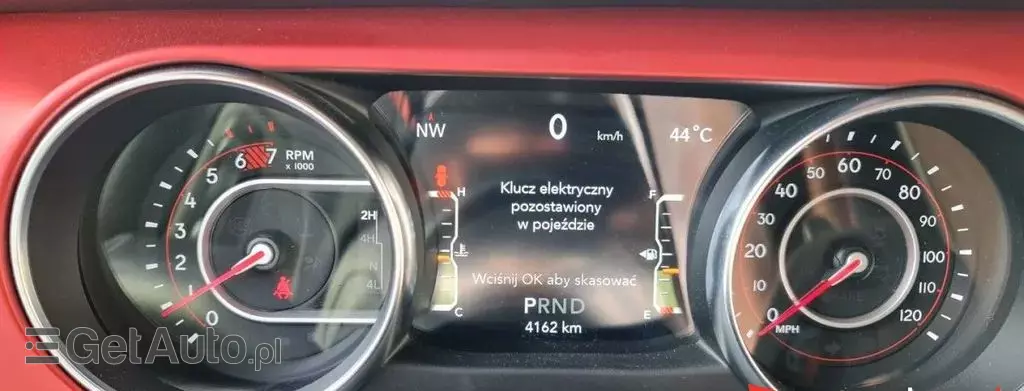 NW
0 km/h
44°C
0 1 2 3 4 5 6 7
RPM
x 1000
2H
4H
N
4L
H
C
Klucz elektryczny
pozostawiony
w pojeździe
Wciśnij OK aby skasować
PRND
4162 km
F
E
0 10 20 30 40 50 60 70 80 90 100 110 120
MPH
GetAuto.pl